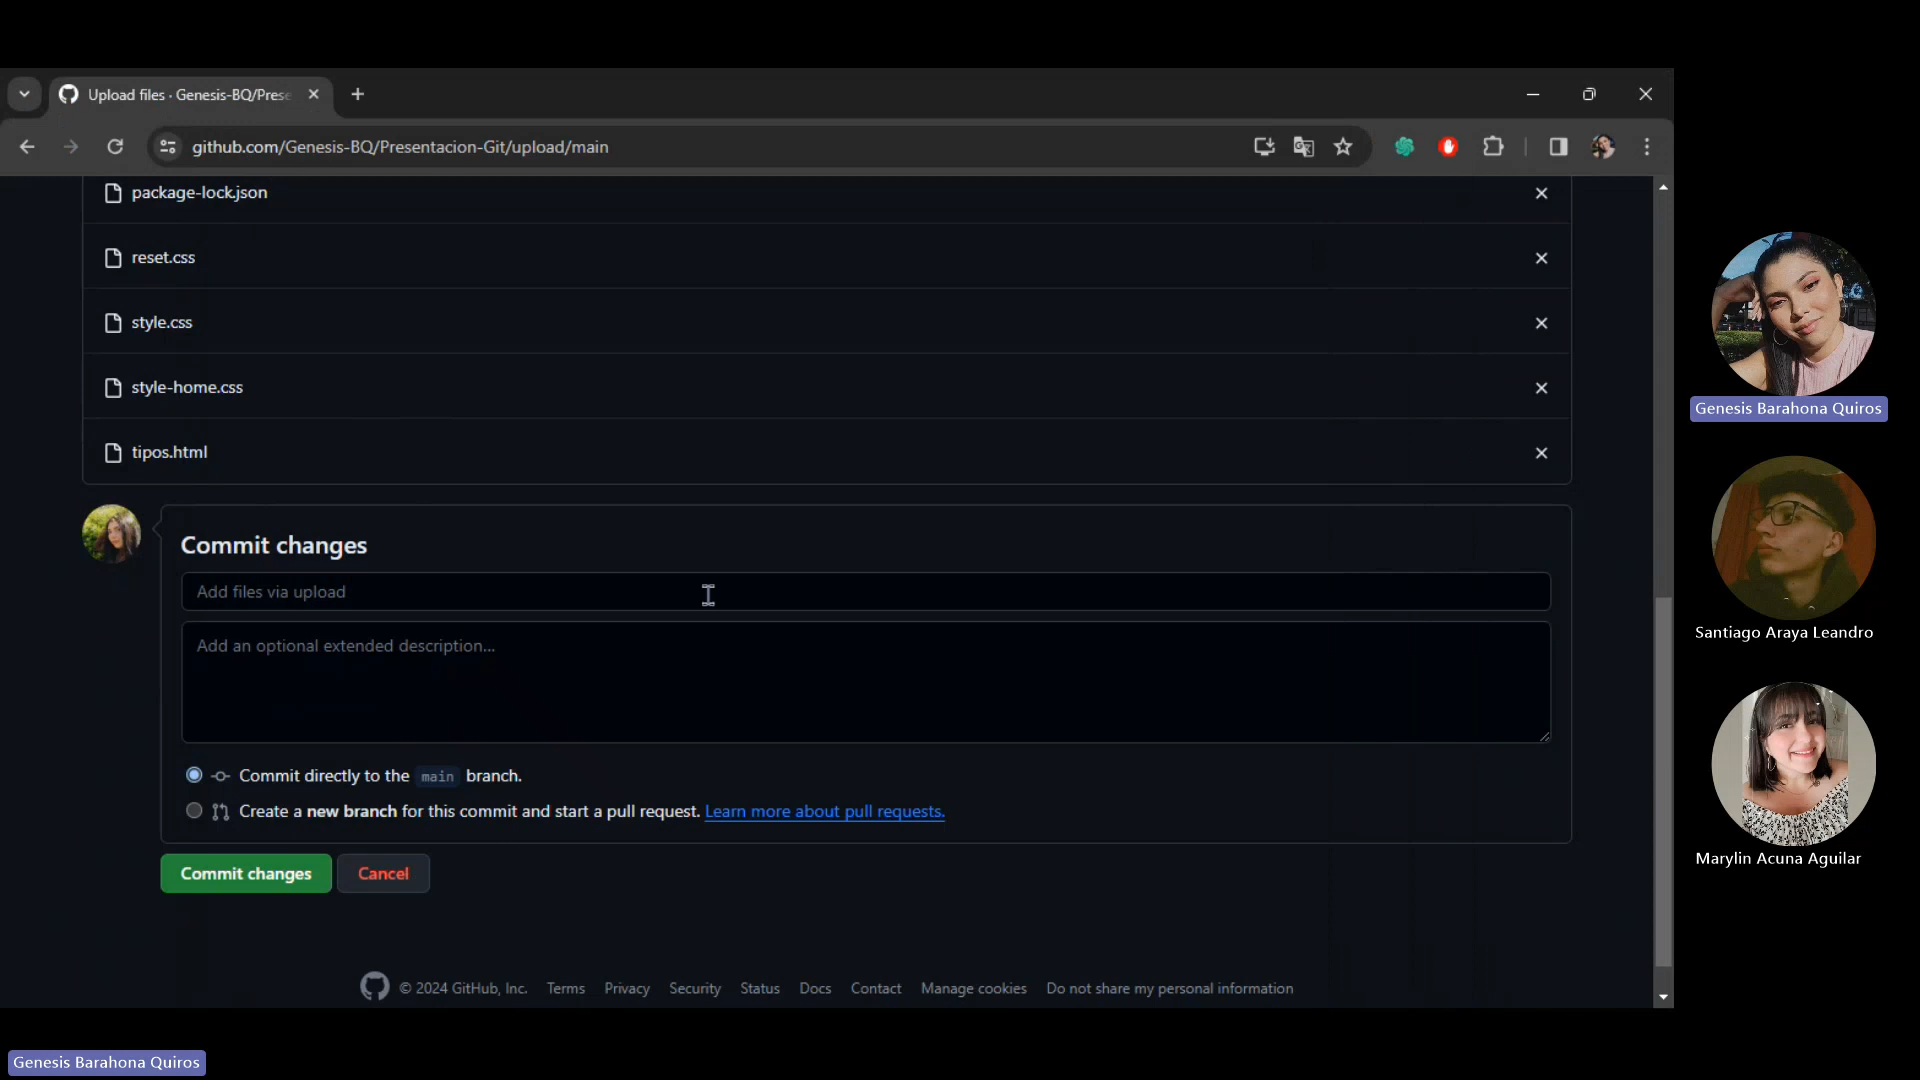 Upload files · Genesis-BQ/Prese
github.com/Genesis-BQ/Presentacion-Git/upload/main
package-lock.json
reset.css
style.css
style-home.css
tipos.html
Commit changes
Add files via upload
Add an optional extended description...
Commit directly to the main branch.
Create a new branch for this commit and start a pull request. Learn more about pull requests.
Commit changes
Cancel
© 2024 GitHub, Inc. Terms Privacy Security Status Docs Contact Manage cookies Do not share my personal information
Genesis Barahona Quiros
Santiago Araya Leandro
Marylin Acuna Aguilar
Genesis Barahona Quiros